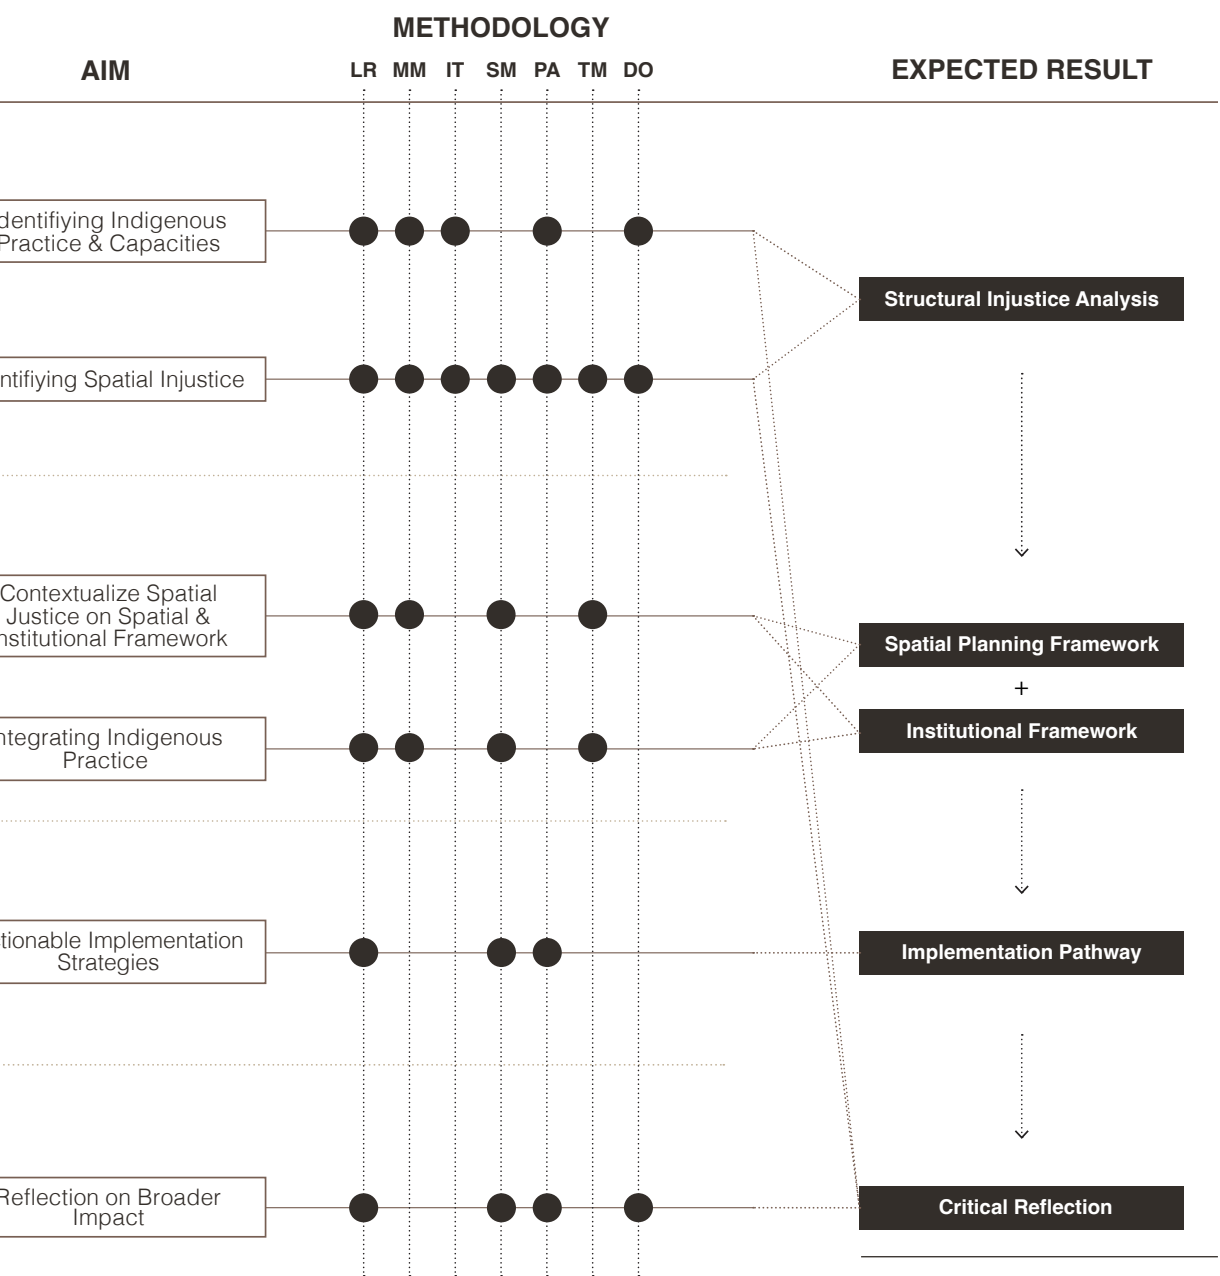 METHODOLOGY
AIM
LR MM IT SM PA TM DO
EXPECTED RESULT
dentifiying Indigenous
Practice & Capacities
Structural Injustice Analysis
ntifiying Spatial Injustice
Contextualize Spatial
Justice on Spatial &
nstitutional Framework
Spatial Planning Framework
+
Institutional Framework
ntegrating Indigenous
Practice
tionable Implementation
Strategies
Implementation Pathway
Reflection on Broader
Impact
Critical Reflection